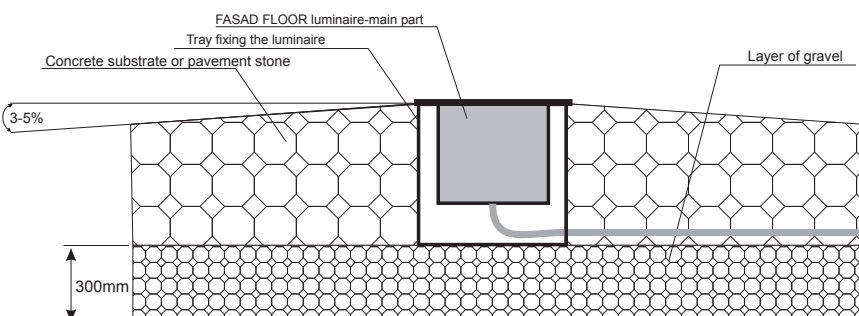 FASAD FLOOR luminaire-main part
Tray fixing the luminaire
Concrete substrate or pavement stone
Layer of gravel
3-5%
300mm